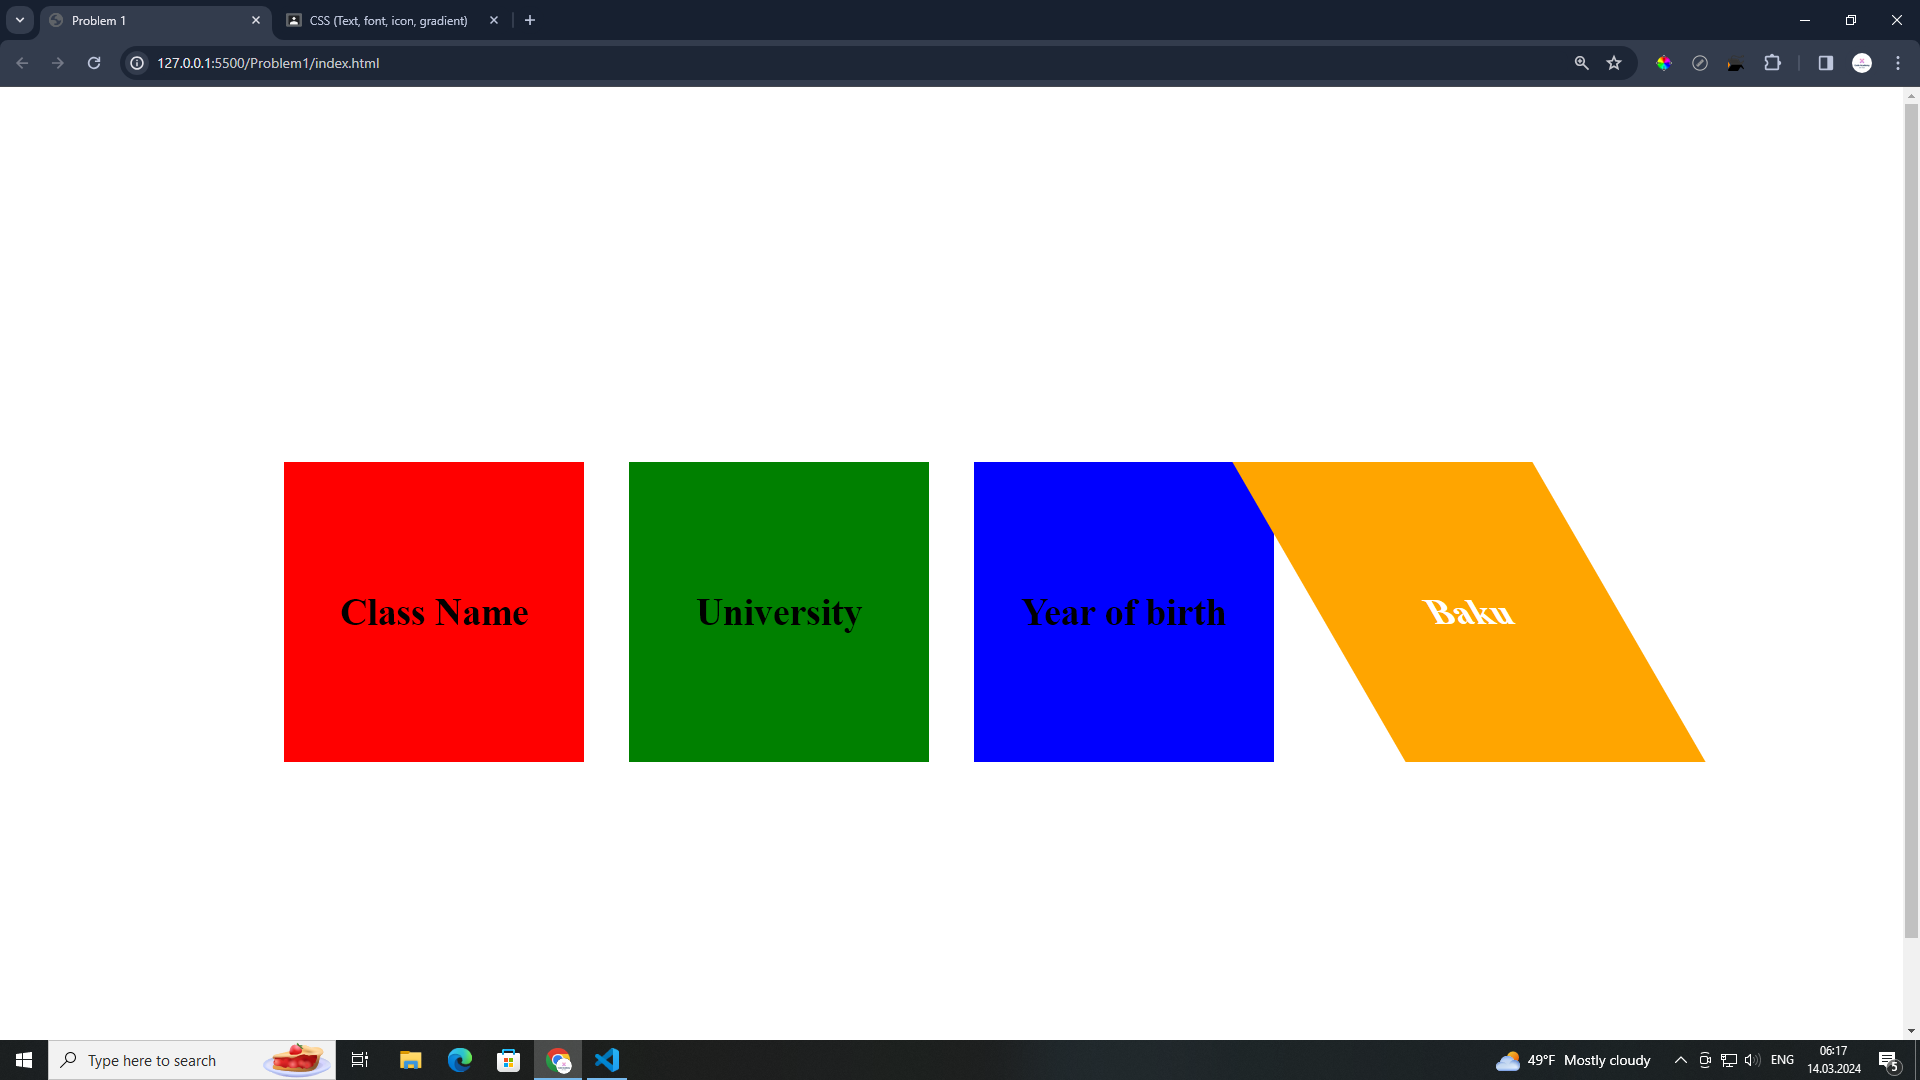 Problem 1
CSS (Text, font, icon, gradient)
127.0.0.1:5500/Problem1/index.html
Class Name
University
Year of birth
Baku
Type here to search
49°F Mostly cloudy
ENG
06:17
14.03.2024
5